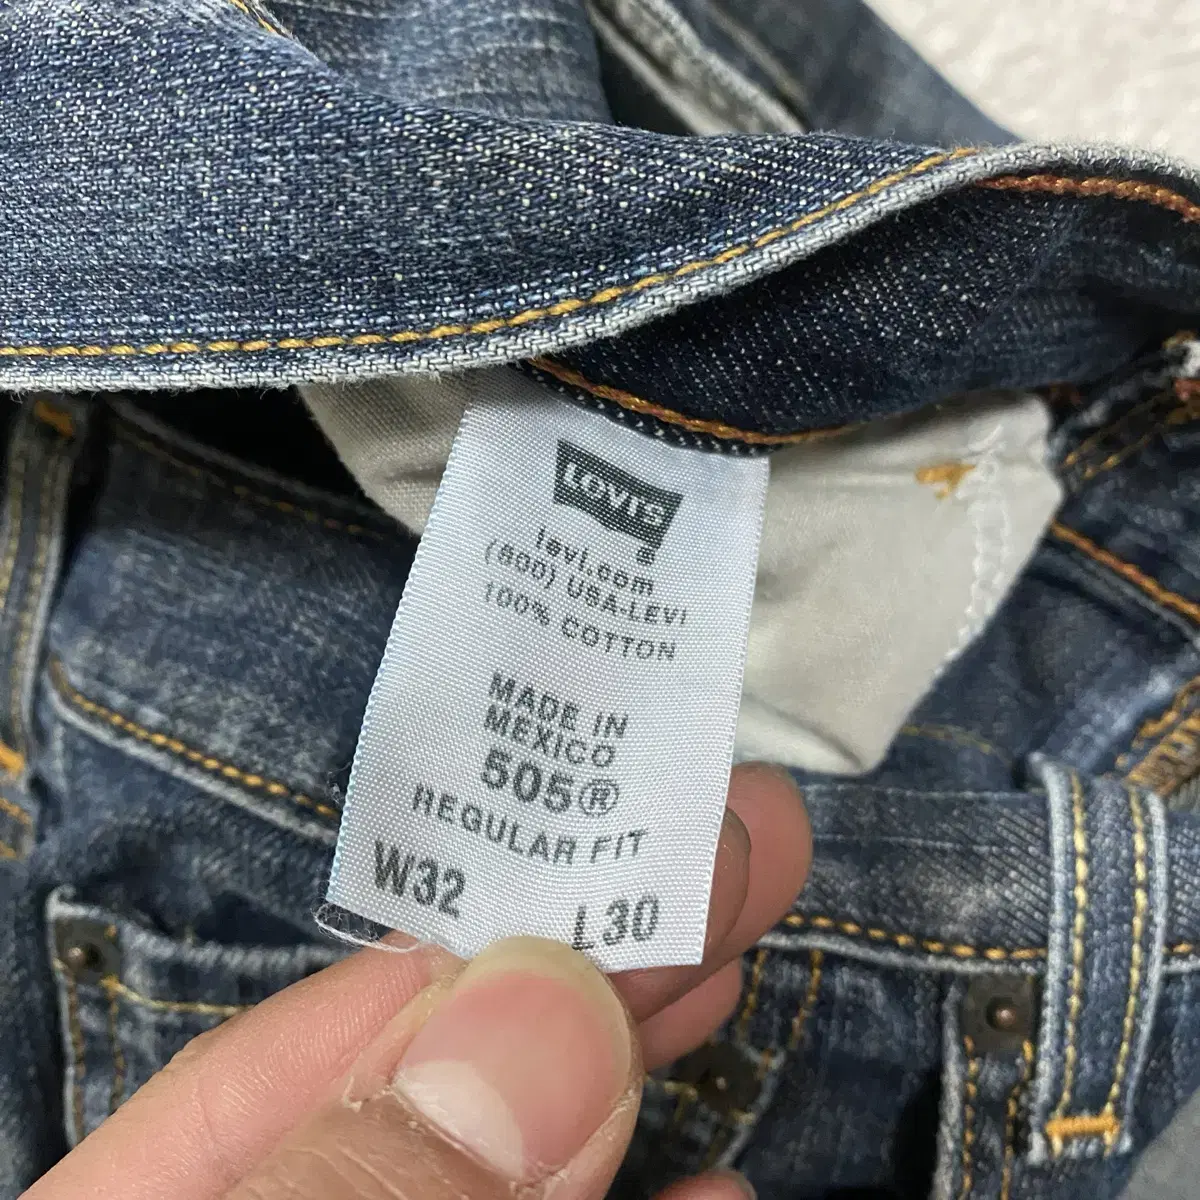 LEVI'S
levi.com
(800) USA-LEVI
100% COTTON
MADE IN
MEXICO
505®
REGULAR FIT
W32 L30